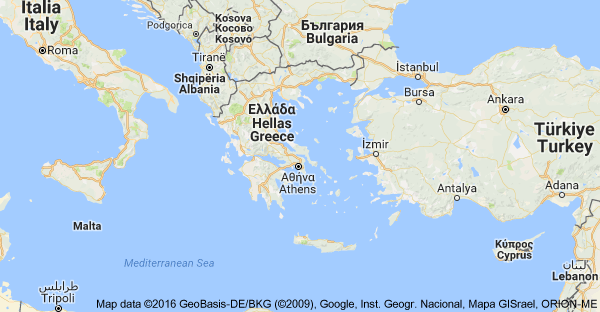 Italia
Italy
Roma
Kosova
Косово
Kosovo
Podgorica
България
Bulgaria
Tiranë
Shqipëria
Albania
İstanbul
Bursa
Ankara
Ελλάδα
Hellas
Greece
Türkiye
Turkey
İzmir
Αθήνα
Athens
Antalya
Adana
Malta
Κύπρος
Cyprus
لبنان
Lebanon
Mediterranean Sea
طرابلس
Tripoli
Map data ©2016 GeoBasis-DE/BKG (©2009), Google, Inst. Geogr. Nacional, Mapa GISrael, ORION-ME